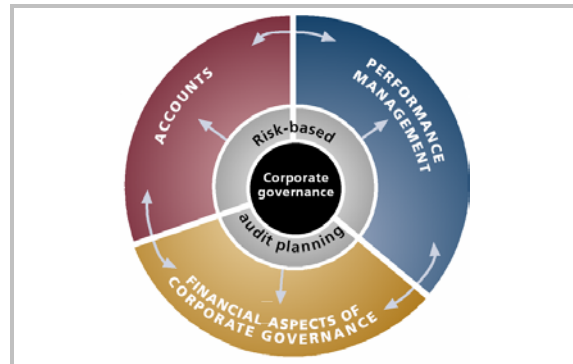 ACCOUNTS
PERFORMANCE
MANAGEMENT
Risk-based
Corporate
governance
audit planning
FINANCIAL ASPECTS OF
CORPORATE GOVERNANCE